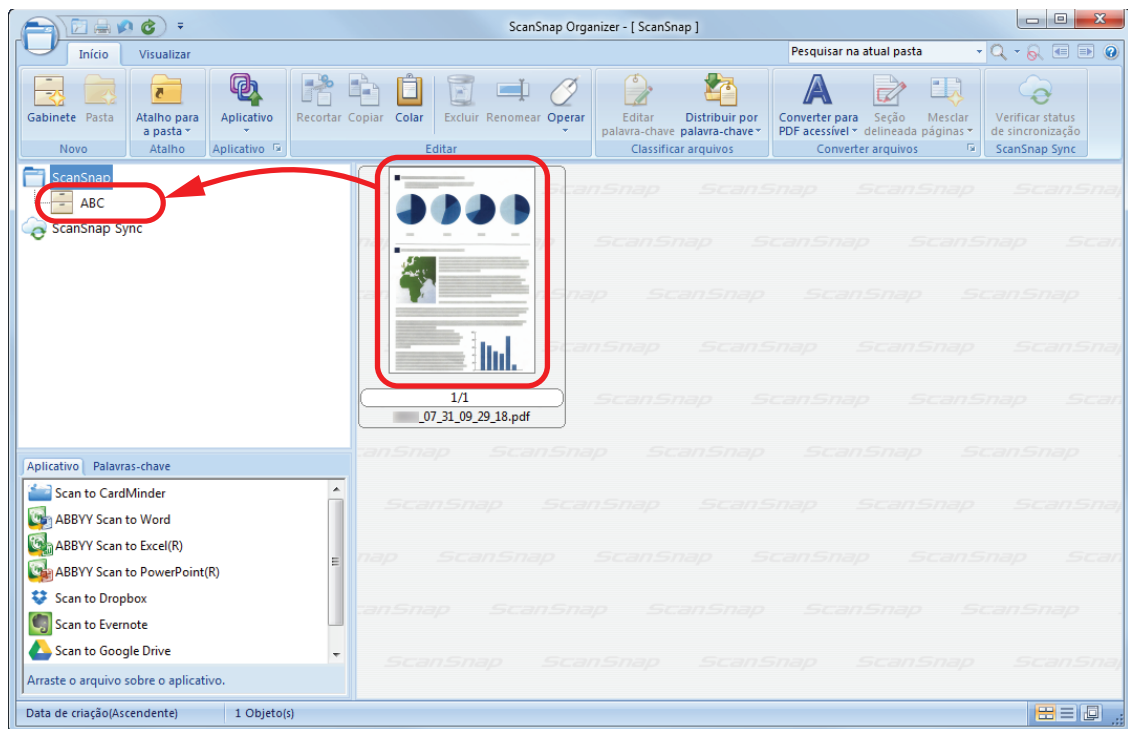 ScanSnap Organizer - [ ScanSnap ]
Início Visualizar
Pesquisar na atual pasta
Gabinete Pasta
Novo
Atalho para
a pasta
Atalho
Aplicativo
Aplicativo
Recortar Copiar Colar Excluir Renomear Operar
Editar
Editar
palavra-chave
Distribuir por
palavra-chave
Classificar arquivos
Converter para
PDF acessível
Seção
delineada
Mesclar
páginas
Converter arquivos
Verificar status
de sincronização
ScanSnap Sync
ScanSnap
ABC
ScanSnap Sync
1/1
_07_31_09_29_18.pdf
Aplicativo Palavras-chave
Scan to CardMinder
ABBYY Scan to Word
ABBYY Scan to Excel(R)
ABBYY Scan to PowerPoint(R)
Scan to Dropbox
Scan to Evernote
Scan to Google Drive
Arraste o arquivo sobre o aplicativo.
Data de criação(Ascendente) 1 Objeto(s)